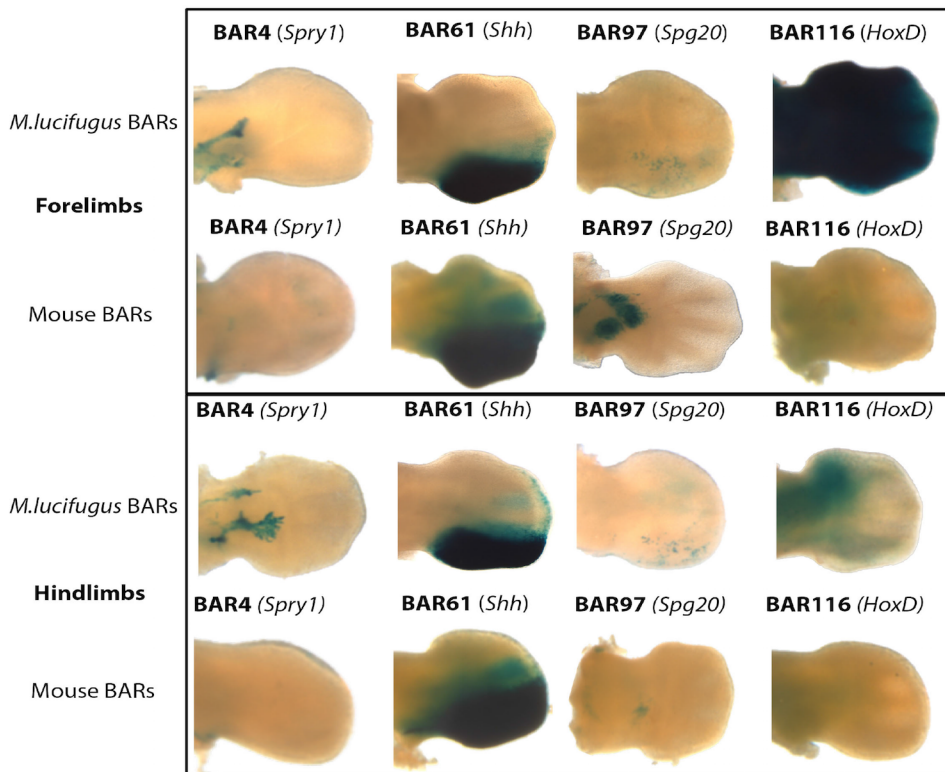 BAR4 (Spry1) BAR61 (Shh) BAR97 (Spg20) BAR116 (HoxD)
M.lucifugus BARs
Forelimbs
BAR4 (Spry1) BAR61 (Shh) BAR97 (Spg20) BAR116 (HoxD)
Mouse BARs
BAR4 (Spry1) BAR61 (Shh) BAR97 (Spg20) BAR116 (HoxD)
M.lucifugus BARs
Hindlimbs
BAR4 (Spry1) BAR61 (Shh) BAR97 (Spg20) BAR116 (HoxD)
Mouse BARs